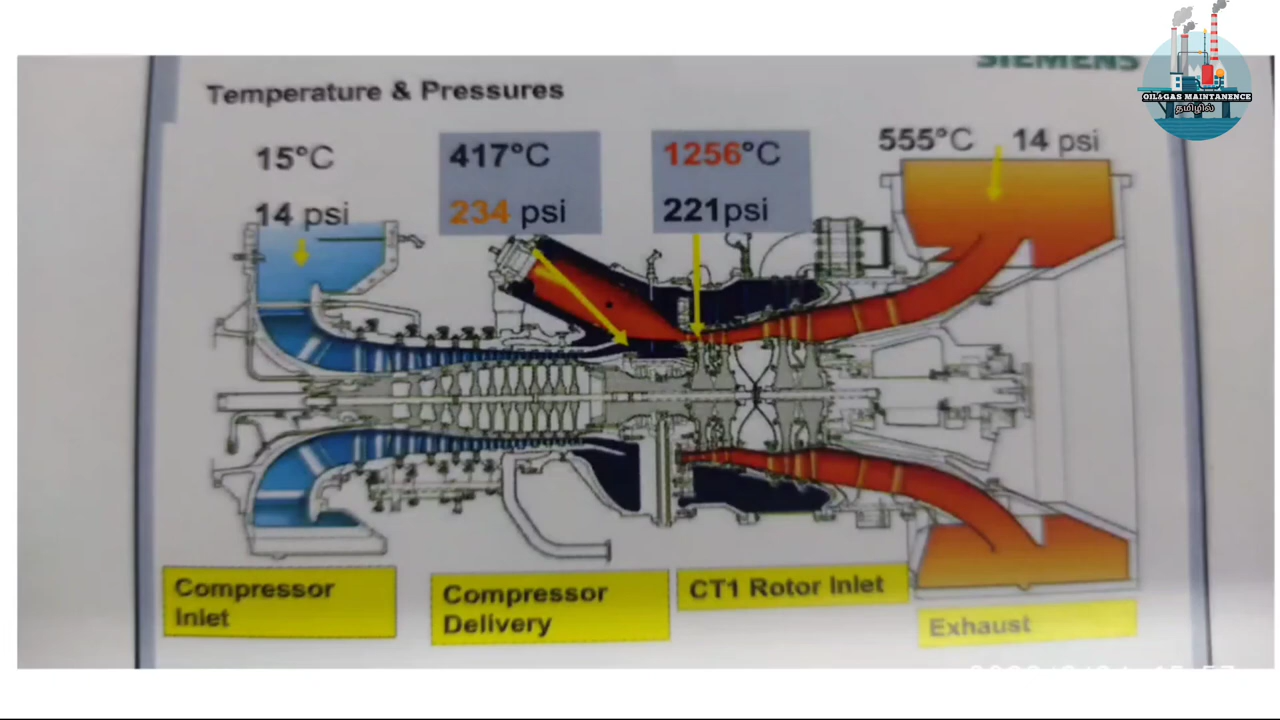 SIEMENS
OIL&GAS MAINTANENCE
தமிழில்
Temperature & Pressures
15°C
14 psi
417°C
234 psi
1256°C
221psi
555°C 14 psi
Compressor
Inlet
Compressor
Delivery
CT1 Rotor Inlet
Exhaust